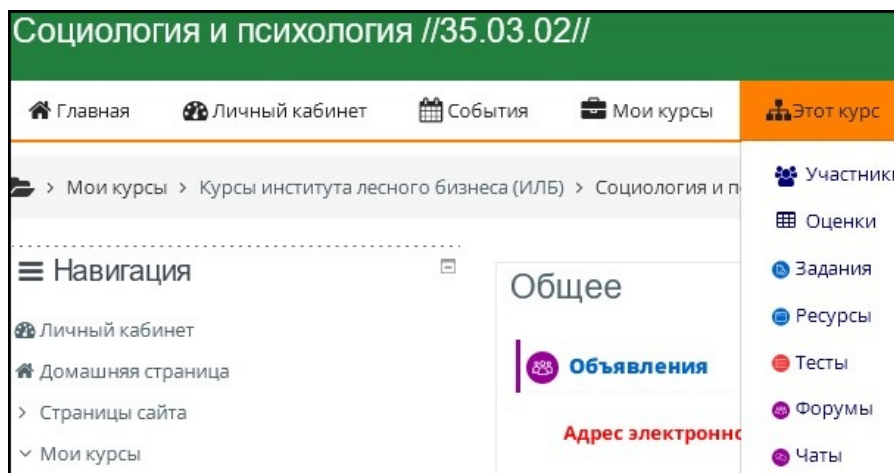 Социология и психология //35.03.02//
Главная Личный кабинет События Мои курсы Этот курс
> Мои курсы > Курсы института лесного бизнеса (ИЛБ) > Социология и п
Участники
Оценки
Задания
Ресурсы
Тесты
Форумы
Чаты
Навигация
Личный кабинет
Домашняя страница
> Страницы сайта
Мои курсы
Общее
Объявления
Адрес электронно